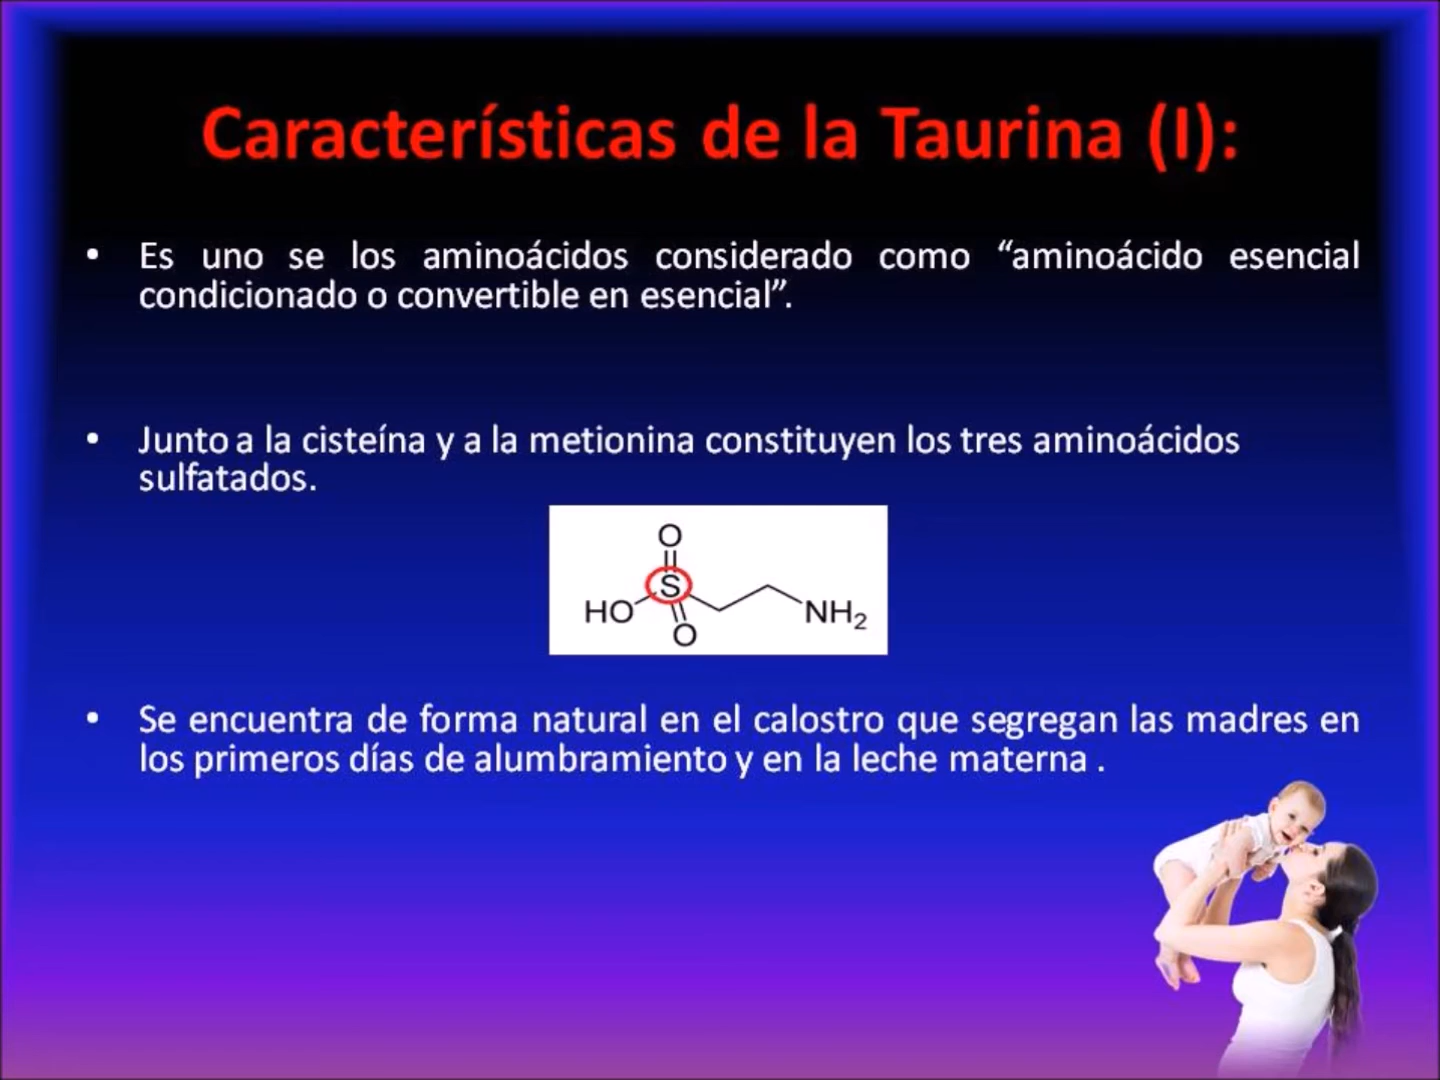 Características de la Taurina (I):
• Es uno se los aminoácidos considerado como “aminoácido esencial
condicionado o convertible en esencial”.
• Junto a la cisteína y a la metionina constituyen los tres aminoácidos
sulfatados.
O
S
HO
NH2
O
• Se encuentra de forma natural en el calostro que segregan las madres en
los primeros días de alumbramiento y en la leche materna .